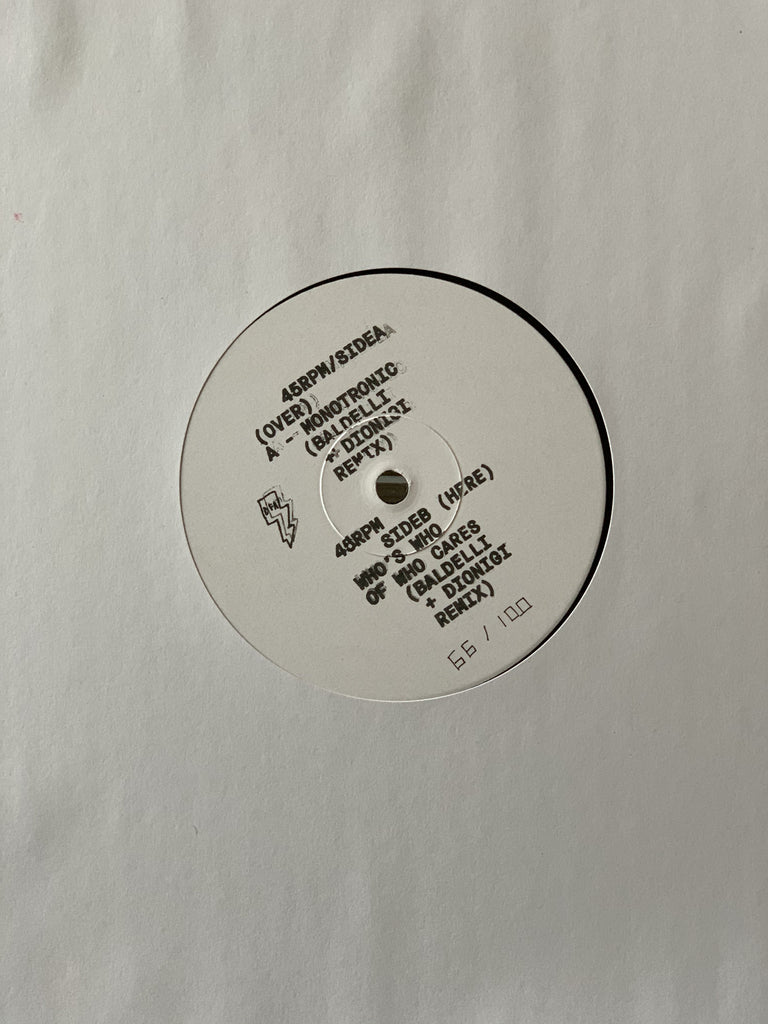 45RPM/SIDEA
(OVER)
A - MONOTRONIC
(BALDELLI
+ DIONIGI
REMIX)
45RPM SIDEB (HERE)
WHO'S WHO
OF WHO CARES
(BALDELLI
+ DIONIGI
REMIX)
66/100